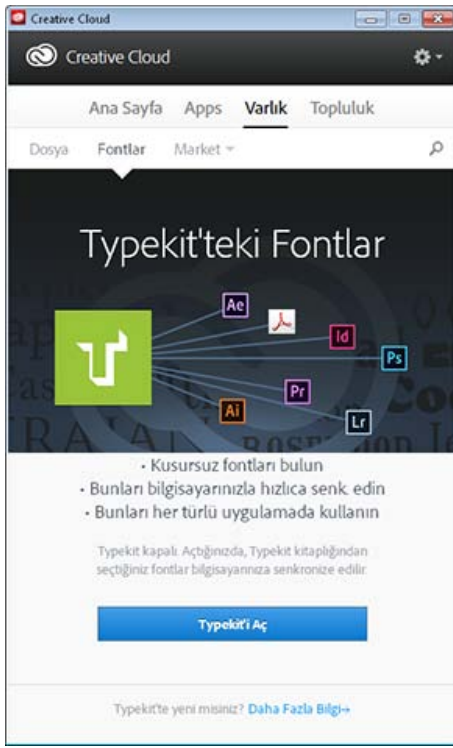 Creative Cloud
Creative Cloud
Ana Sayfa Apps Varlık Topluluk
Dosya Fontlar Market
Typekit'teki Fontlar
Ae
Id
Ps
Pr
Ai
Lr
• Kusursuz fontları bulun
• Bunları bilgisayarınızla hızlıca senk. edin
• Bunları her türlü uygulamada kullanın
Typekit kapalı. Açtığınızda, Typekit kitaplığından
seçtiğiniz fontlar bilgisayarınıza senkronize edilir.
Typekit'i Aç
Typekit'te yeni misiniz? Daha Fazla Bilgi→